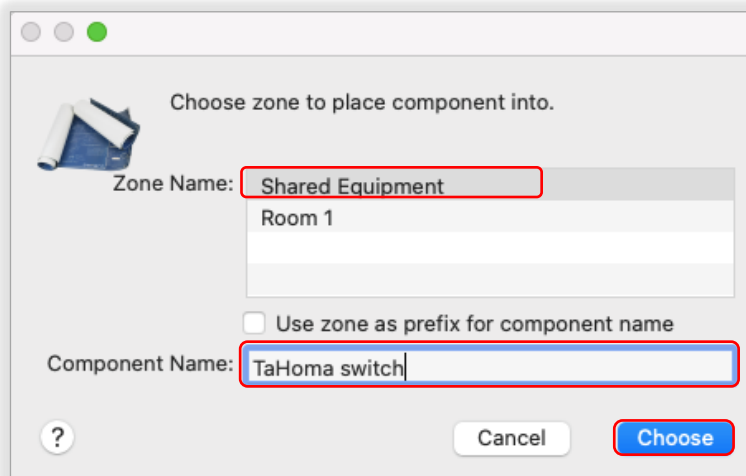 Choose zone to place component into.
Zone Name: Shared Equipment
Room 1
Use zone as prefix for component name
Component Name: TaHoma switch
? Cancel Choose